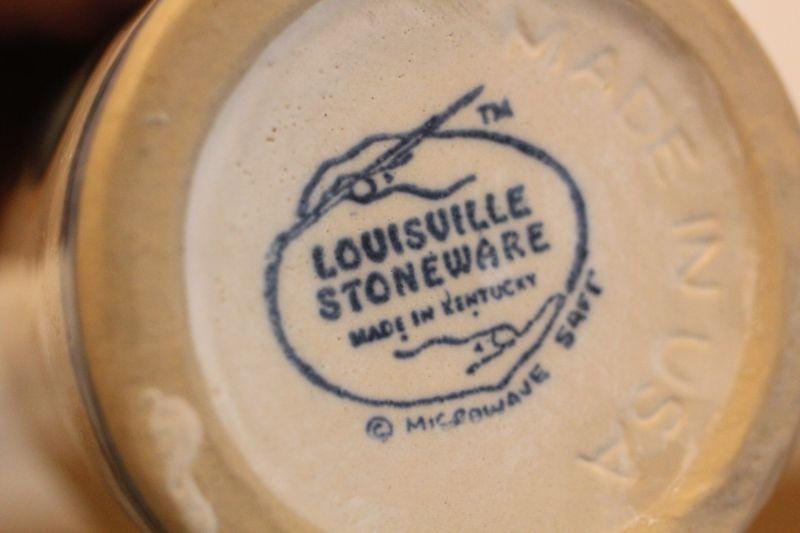 TM
LOUISVILLE
STONEWARE
MADE IN KENTUCKY
© MICROWAVE SAFE
MADE IN USA